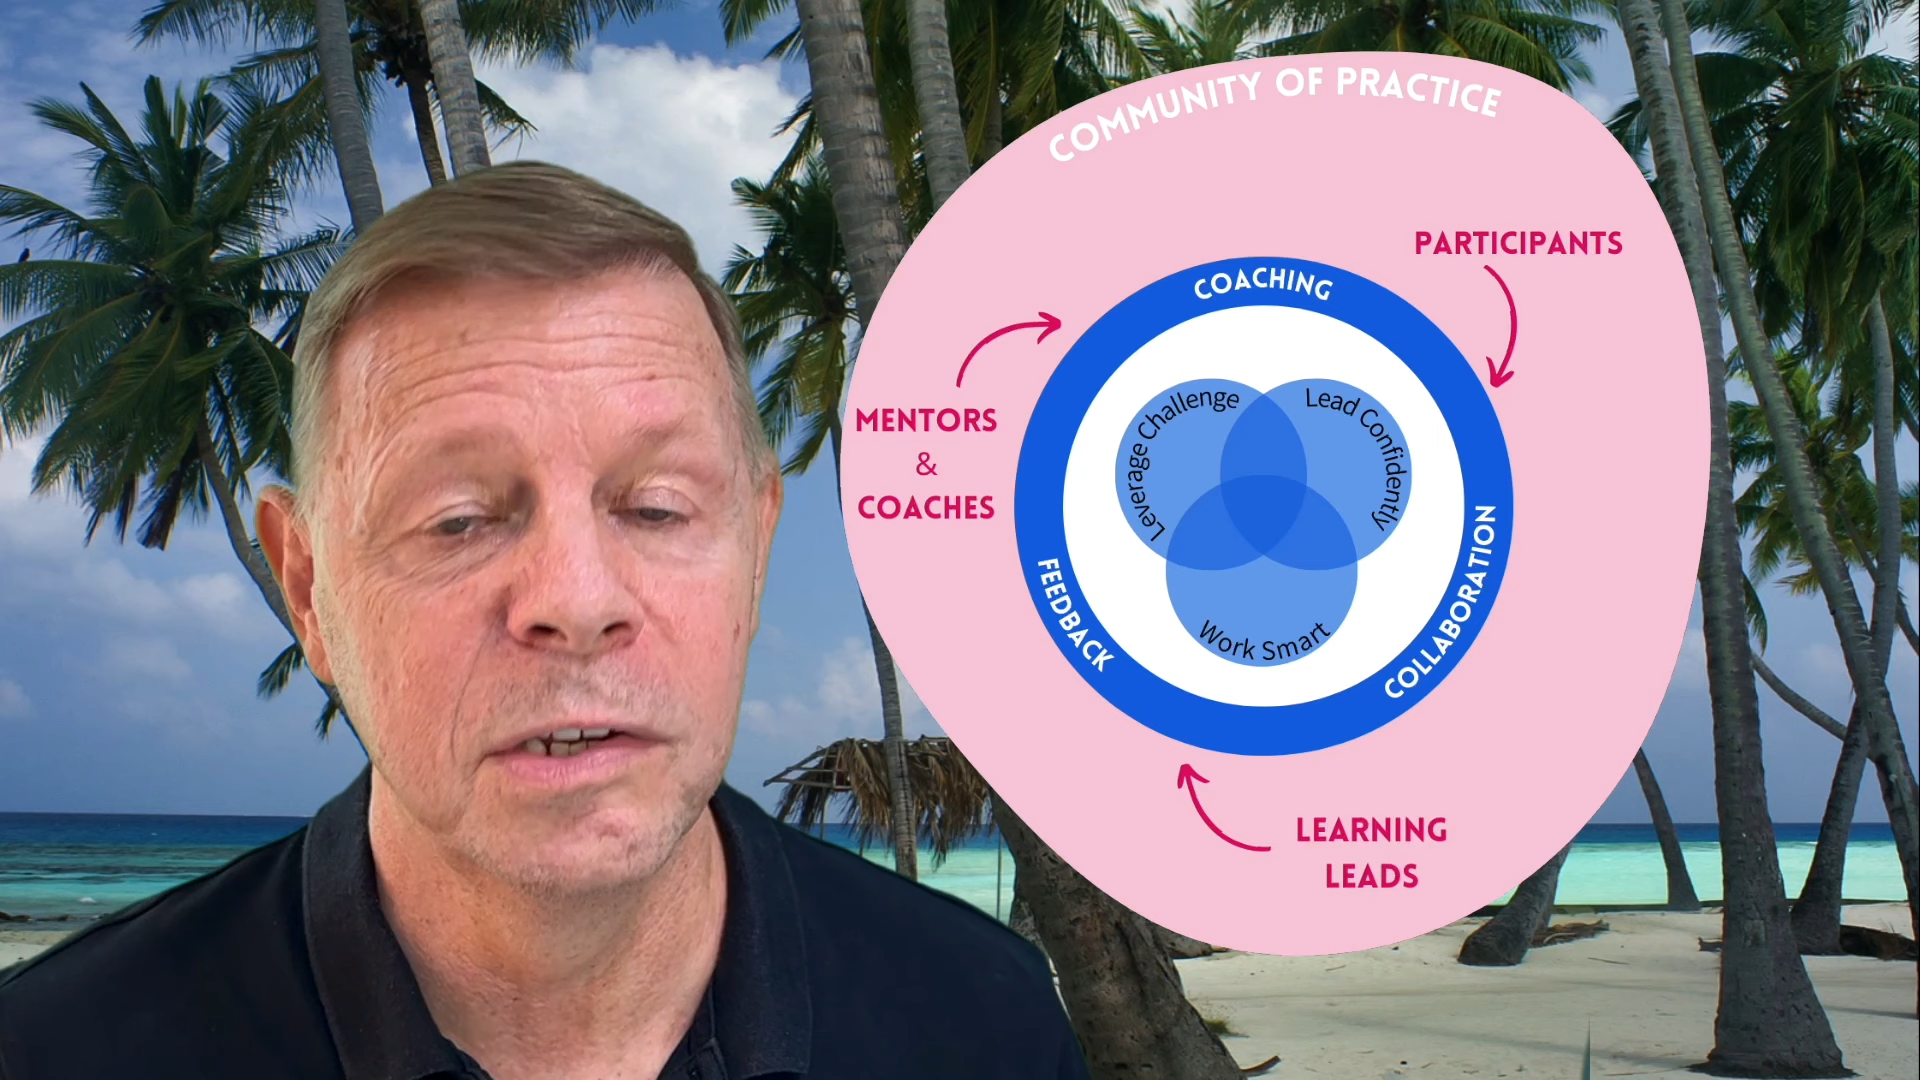 COMMUNITY OF PRACTICE
PARTICIPANTS
COACHING
MENTORS
&
COACHES
Leverage Challenge
Lead Confidently
Work Smart
FEEDBACK
COLLABORATION
LEARNING
LEADS